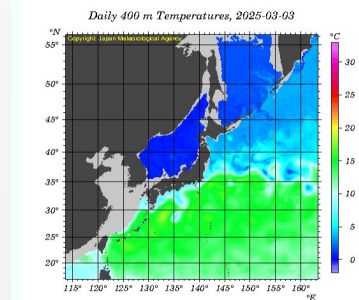 Daily 400 m Temperatures, 2025-03-03
°N
°C
Copyright, Japan Meteorological Agency
55°
50°
45°
40°
35°
30°
25°
20°
30
25
20
15
10
5
0
115° 120° 125° 130° 135° 140° 145° 150° 155° 160°
°E